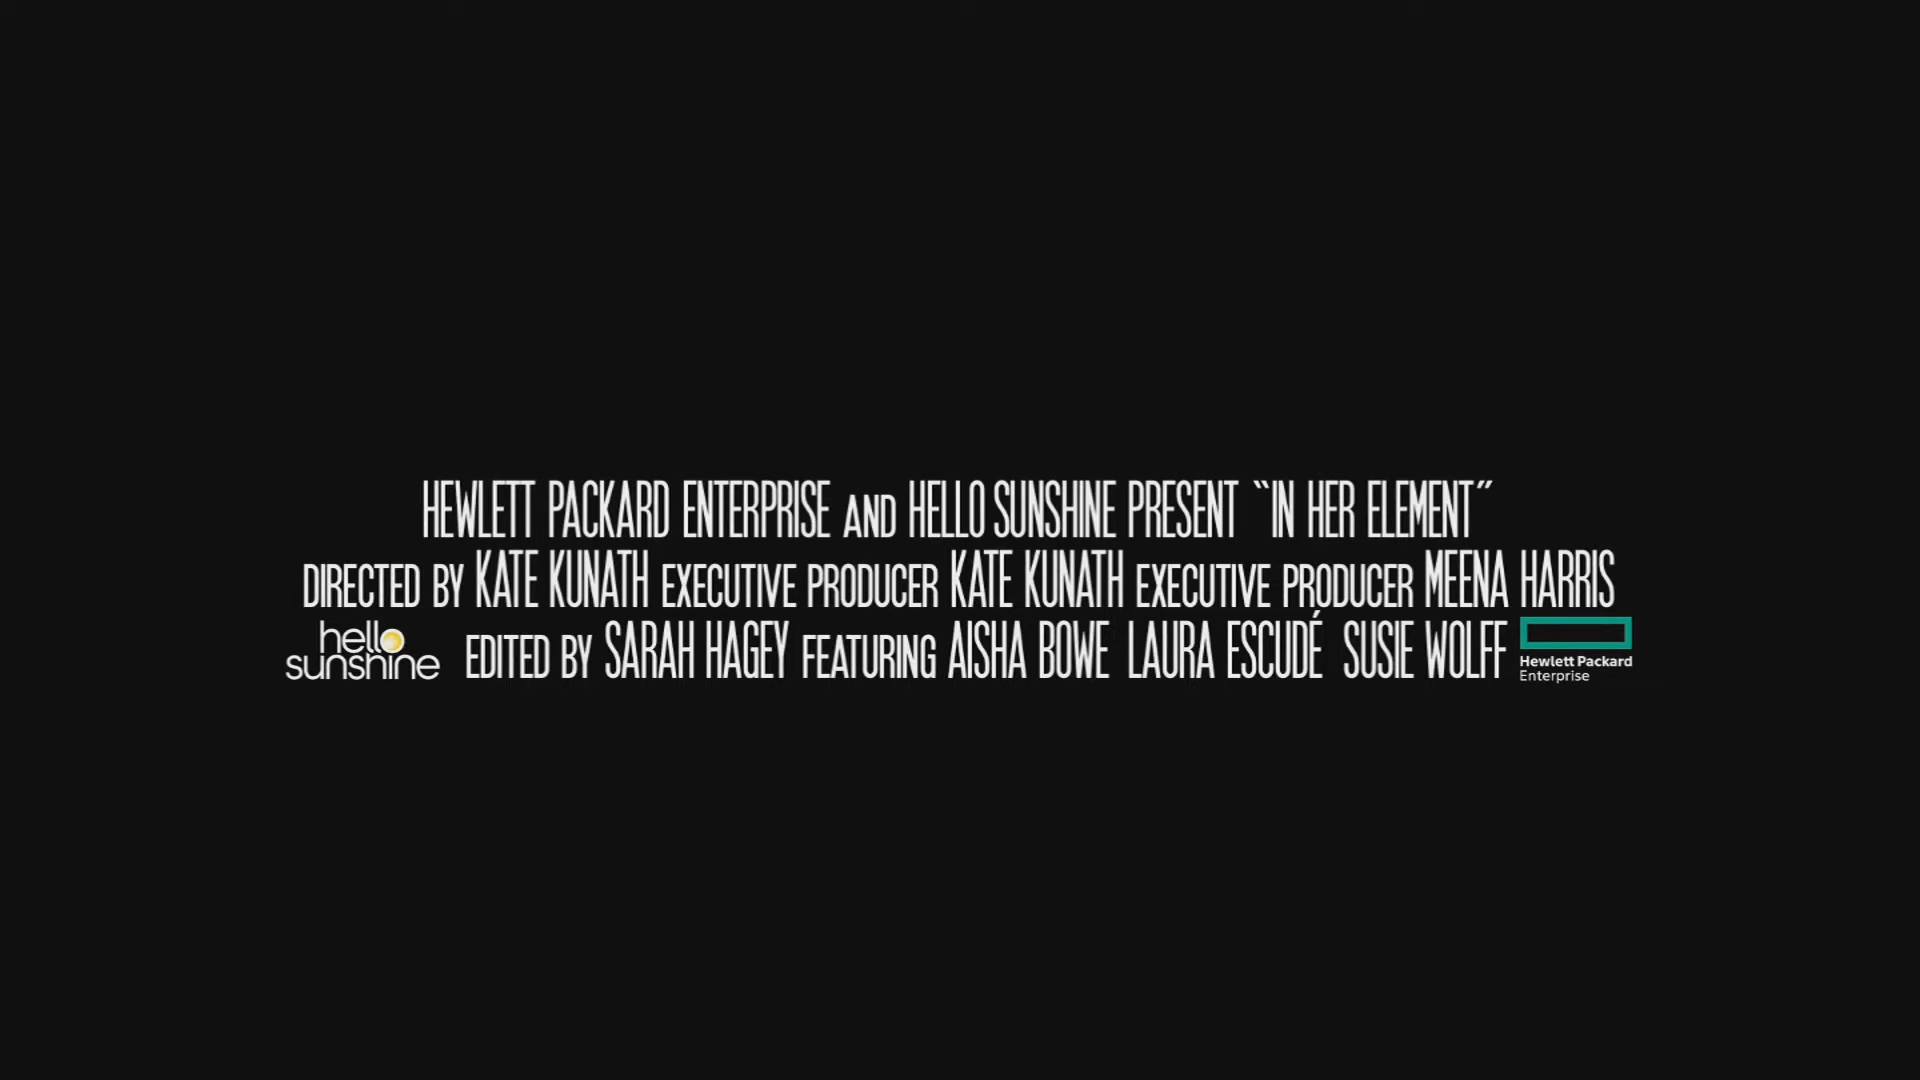 HEWLETT PACKARD ENTERPRISE AND HELLO SUNSHINE PRESENT “IN HER ELEMENT”
DIRECTED BY KATE KUNATH EXECUTIVE PRODUCER KATE KUNATH EXECUTIVE PRODUCER MEENA HARRIS
hello
sunshine
EDITED BY SARAH HAGEY FEATURING AISHA BOWE LAURA ESCUDÉ SUSIE WOLFF
Hewlett Packard
Enterprise